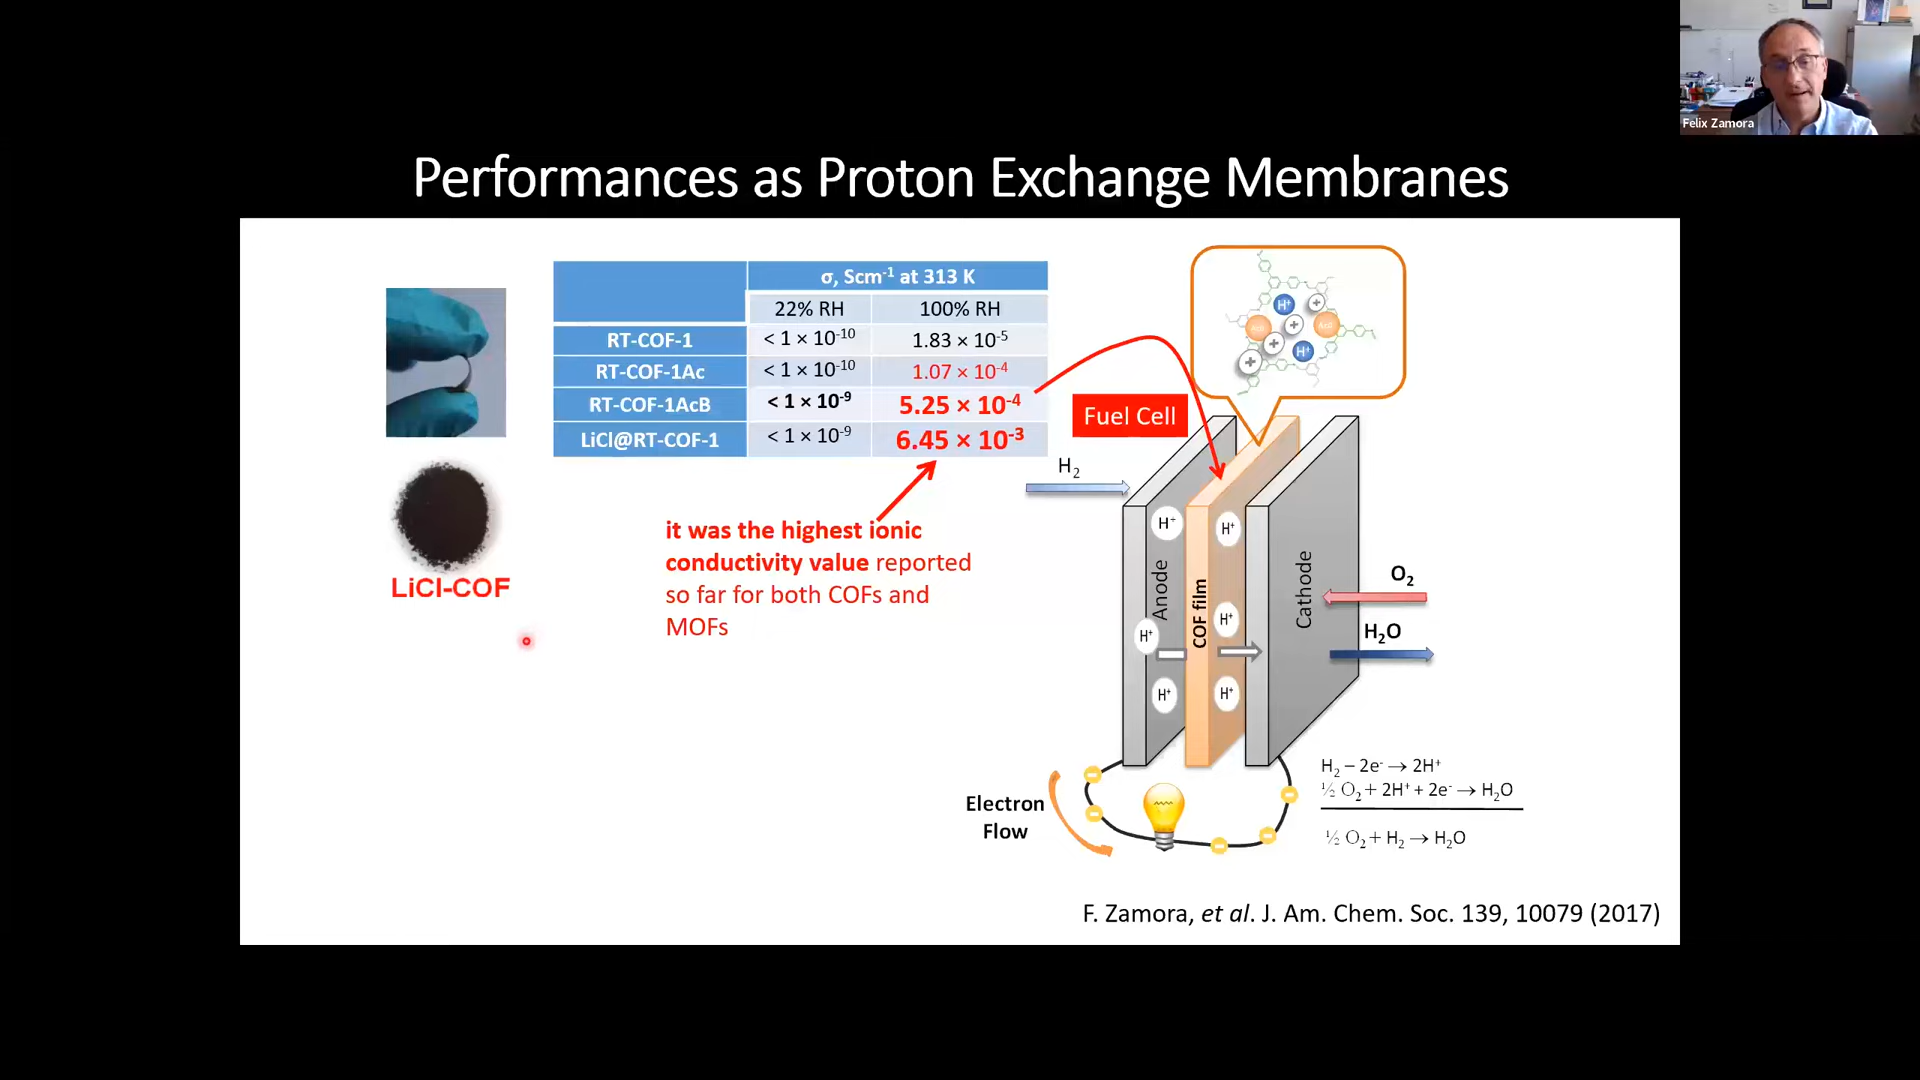 Felix Zamora
Performances as Proton Exchange Membranes
σ, Scm⁻¹ at 313 K
22% RH 100% RH
RT-COF-1 < 1 × 10⁻¹⁰ 1.83 × 10⁻⁵
RT-COF-1Ac < 1 × 10⁻¹⁰ 1.07 × 10⁻⁴
RT-COF-1AcB < 1 × 10⁻⁹ 5.25 × 10⁻⁴
LiCl@RT-COF-1 < 1 × 10⁻⁹ 6.45 × 10⁻³
LiCl-COF
it was the highest ionic
conductivity value reported
so far for both COFs and
MOFs
Fuel Cell
H⁺
H⁺
H₂
H⁺
H⁺
H⁺
H⁺
H⁺
H⁺
Anode
COF film
Cathode
O₂
H₂O
Electron
Flow
H₂ – 2e⁻ → 2H⁺
½ O₂ + 2H⁺ + 2e⁻ → H₂O
½ O₂ + H₂ → H₂O
F. Zamora, et al. J. Am. Chem. Soc. 139, 10079 (2017)